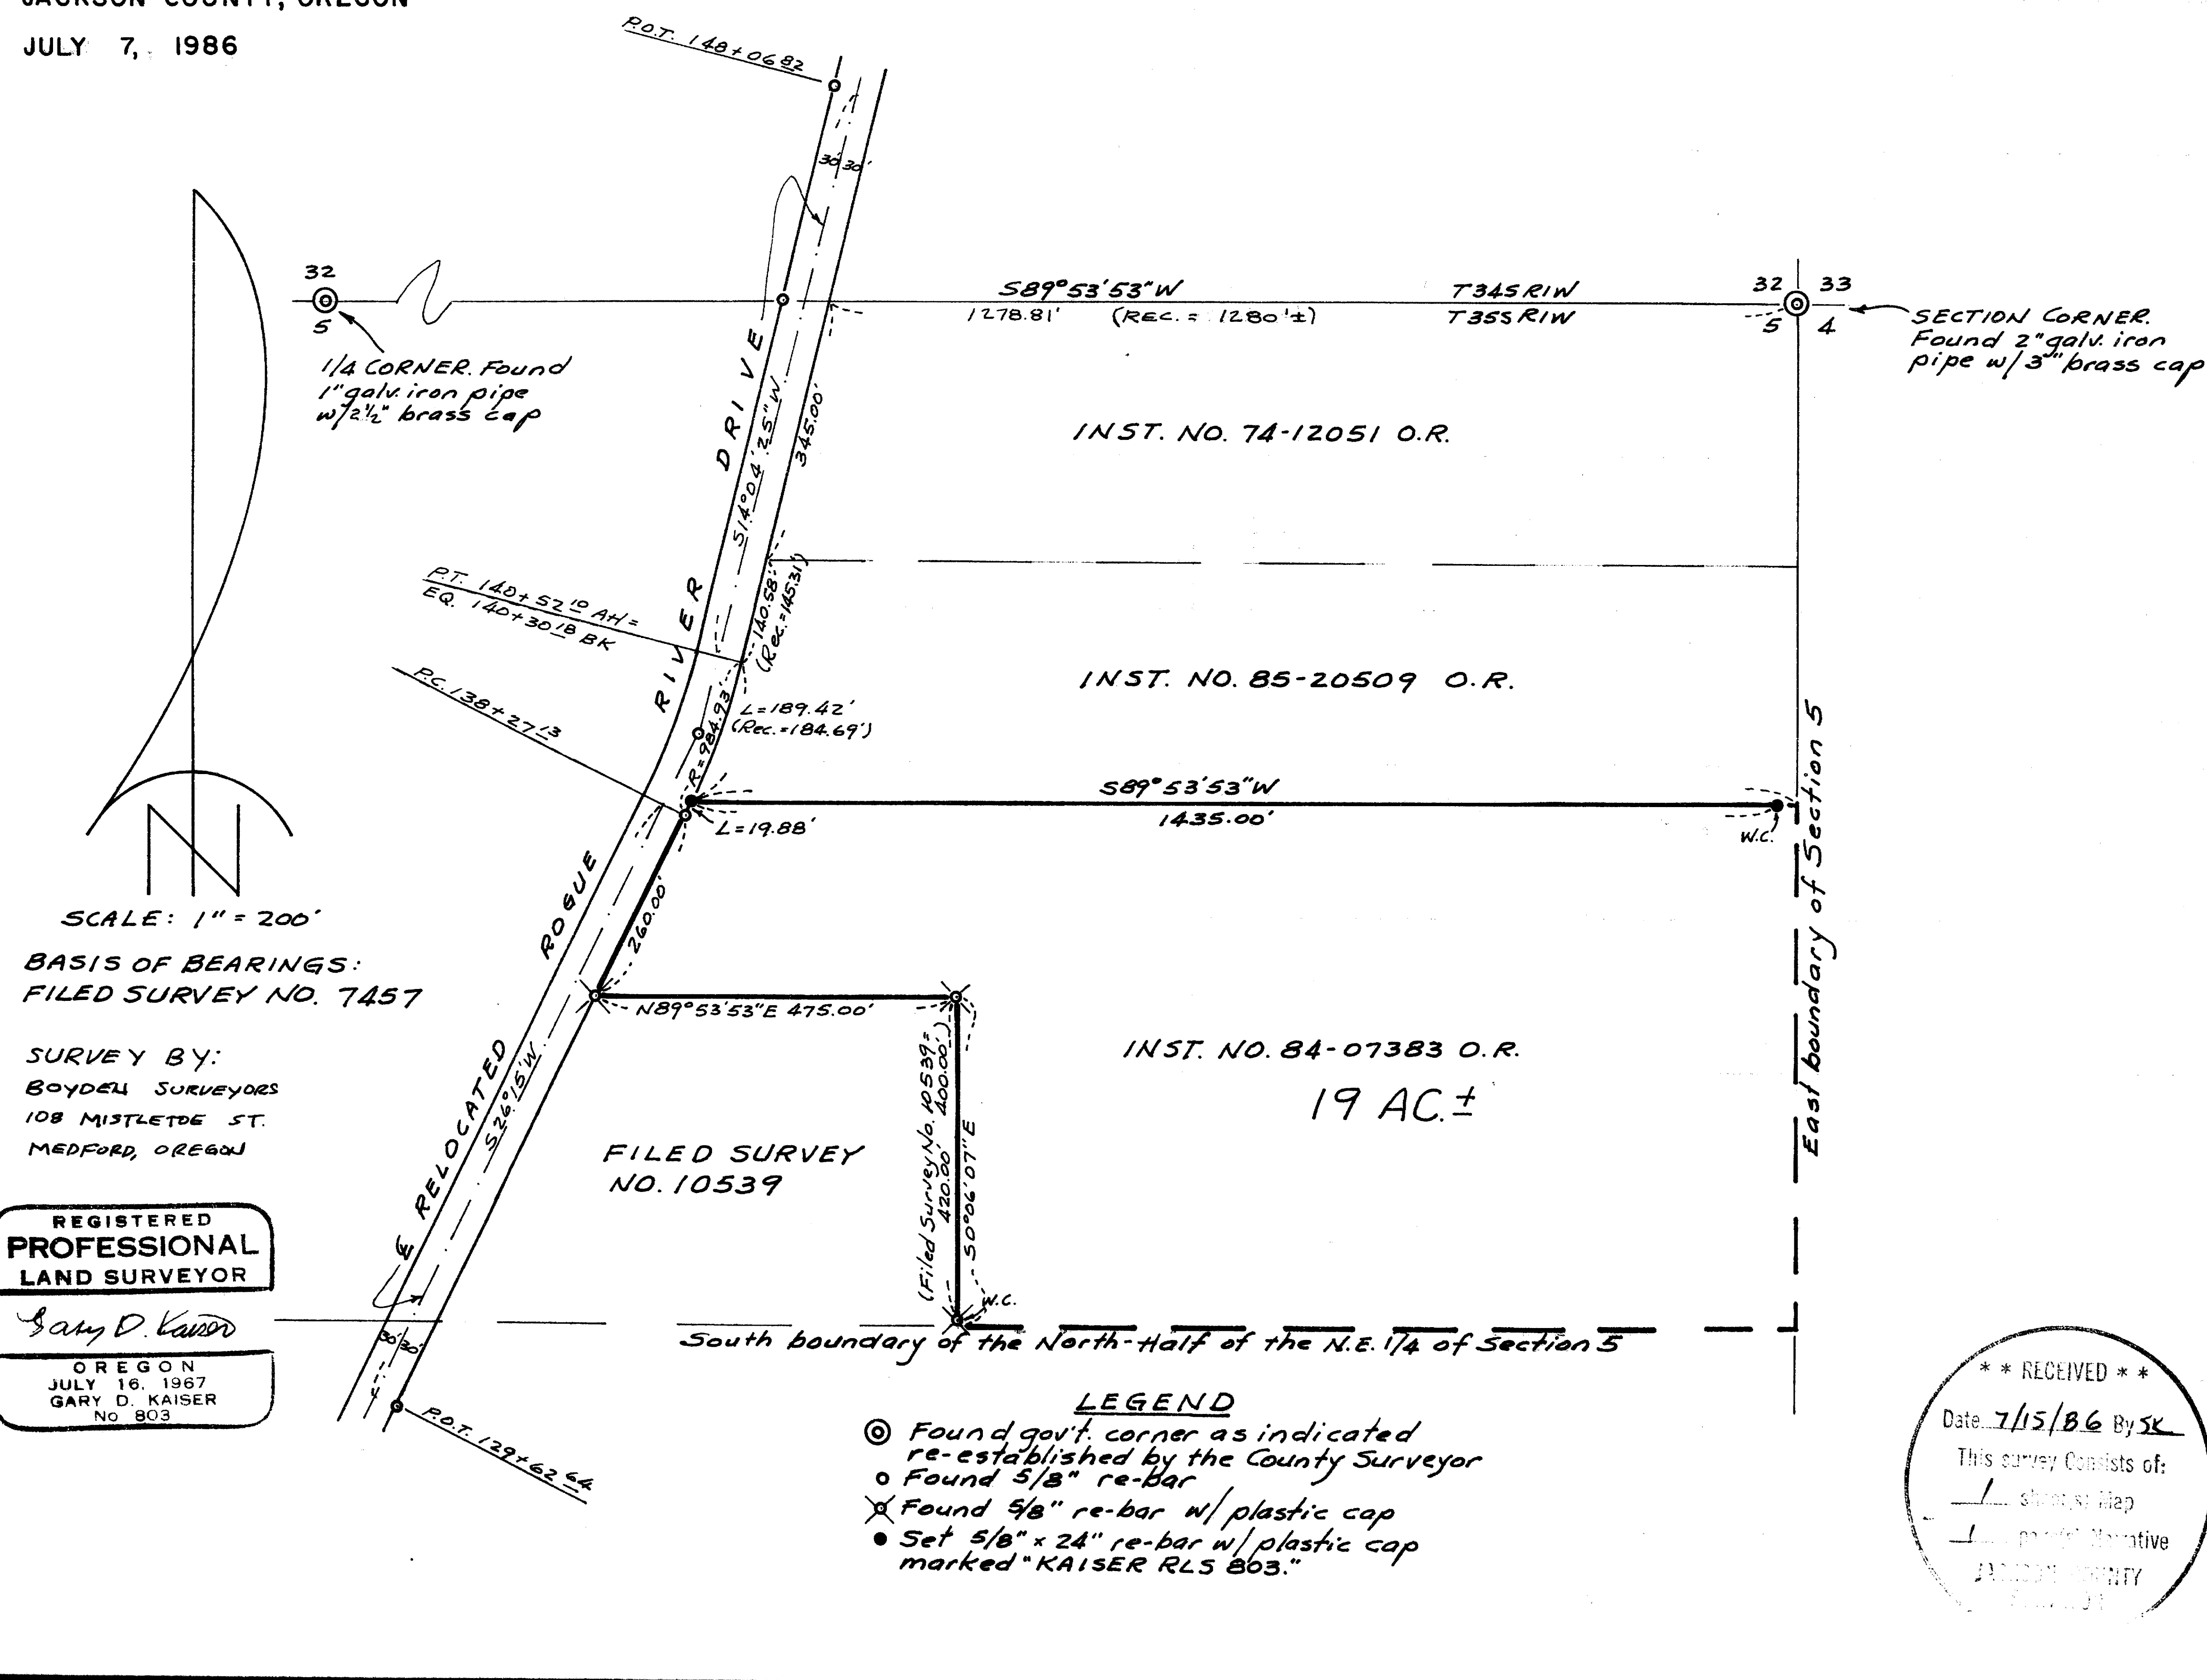 JACKSON COUNTY, OREGON
JULY 7, 1986
P.O.T. 148+06 82
30' 30'
32
5
1/4 CORNER. Found
1" galv. iron pipe
w/2½" brass cap
S89°53'53"W
1278.81' (REC. = 1280'±)
T34S R1W
T35S R1W
32 33
5 4
SECTION CORNER.
Found 2" galv. iron
pipe w/3" brass cap
RELOCATED ROGUE RIVER DRIVE
S14°04'25"W
345.00'
INST. NO. 74-12051 O.R.
P.T. 140+52 10 AH =
EQ. 140+30 18 BK
140.58'
(Rec.=145.31')
P.C. 138+27 13
R=984.93'
L=189.42'
(Rec.=184.69')
INST. NO. 85-20509 O.R.
S89°53'53"W
1435.00'
W.C.
L=19.88'
East boundary of Section 5
260.00'
N
SCALE: 1" = 200'
BASIS OF BEARINGS:
FILED SURVEY NO. 7457
N89°53'53"E 475.00'
(Filed Survey No. 10539 =
400.00')
420.00'
S0°06'07"E
INST. NO. 84-07383 O.R.
19 AC.±
SURVEY BY:
BOYDEN SURVEYORS
108 MISTLETOE ST.
MEDFORD, OREGON
S26°15'W
FILED SURVEY
NO. 10539
REGISTERED
PROFESSIONAL
LAND SURVEYOR
Gary D. Kaiser
OREGON
JULY 16, 1967
GARY D. KAISER
No 803
℄
30' 30'
W.C.
South boundary of the North-Half of the N.E. 1/4 of Section 5
P.O.T. 129+62 64
LEGEND
Found gov't. corner as indicated
re-established by the County Surveyor
Found 5/8" re-bar
Found 5/8" re-bar w/ plastic cap
Set 5/8" x 24" re-bar w/ plastic cap
marked "KAISER RLS 803."
* * RECEIVED * *
Date 7/15/86 By SK
This survey Consists of:
1 sheet(s) Map
1 page(s) Narrative
JACKSON COUNTY